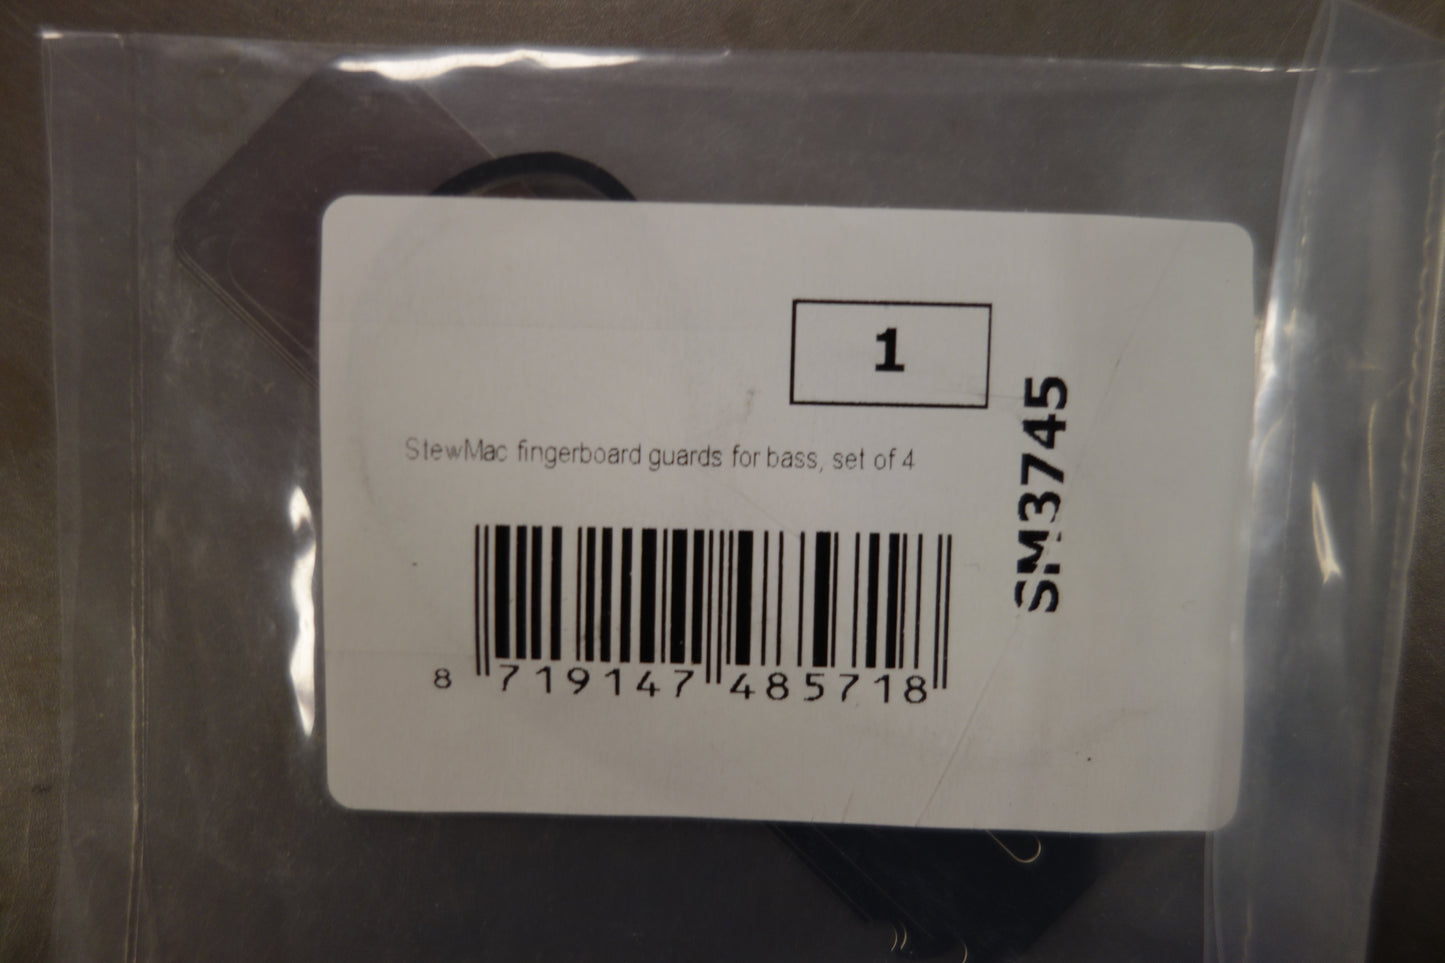 1
StewMac fingerboard guards for bass, set of 4
SM3745
8 719147 485718